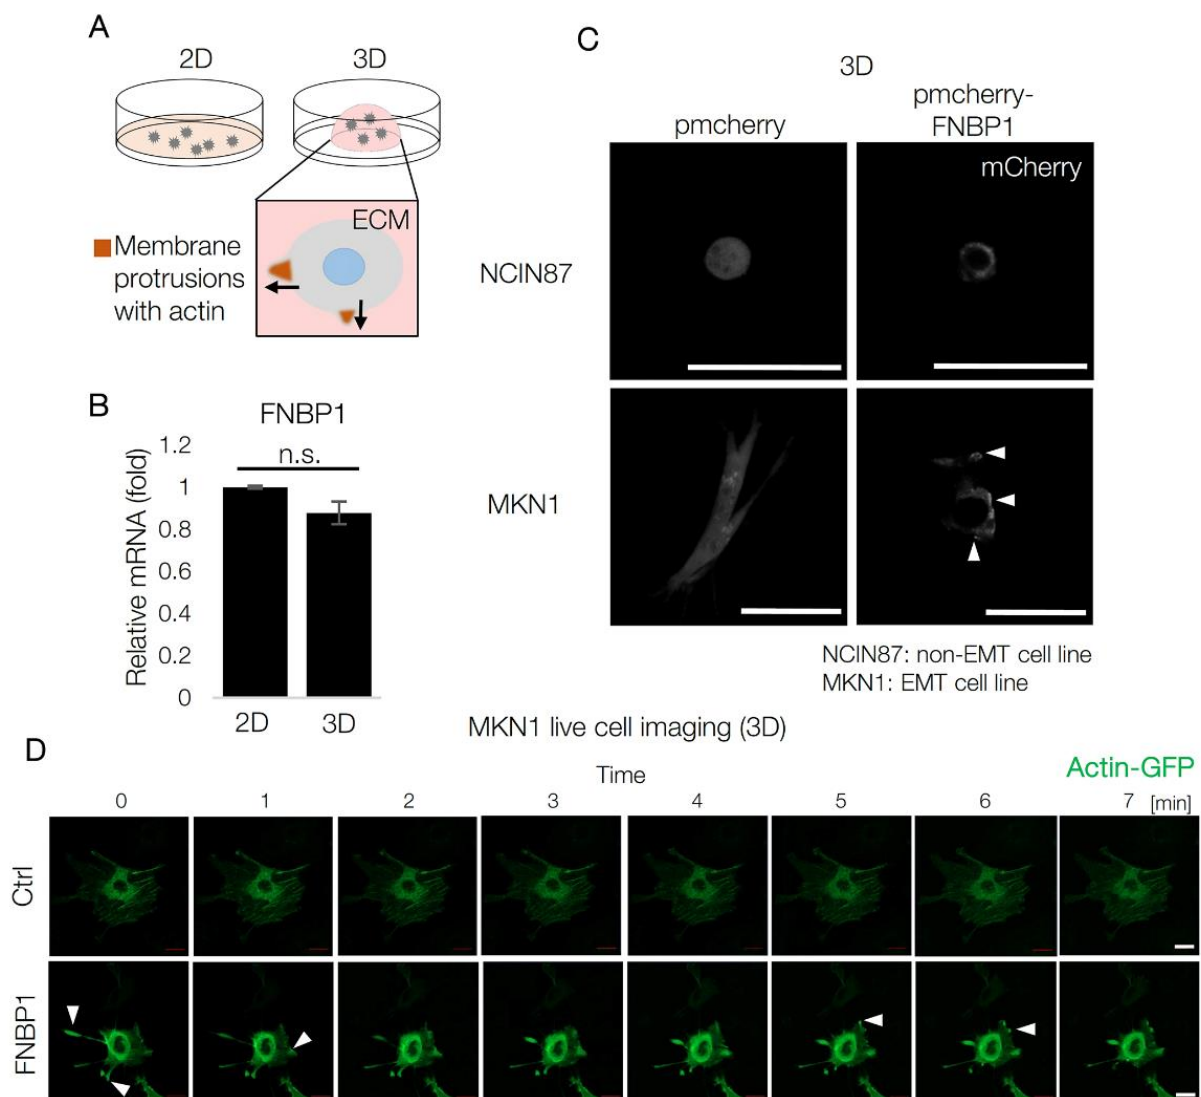 A
2D
3D
ECM
Membrane
protrusions
with actin
B
FNBP1
Relative mRNA (fold)
1.2
1
0.8
0.6
0.4
0.2
0
n.s.
2D
3D
C
3D
pmcherry
pmcherry-
FNBP1
mCherry
NCIN87
MKN1
NCIN87: non-EMT cell line
MKN1: EMT cell line
MKN1 live cell imaging (3D)
D
Time
Actin-GFP
0 1 2 3 4 5 6 7 [min]
Ctrl
FNBP1